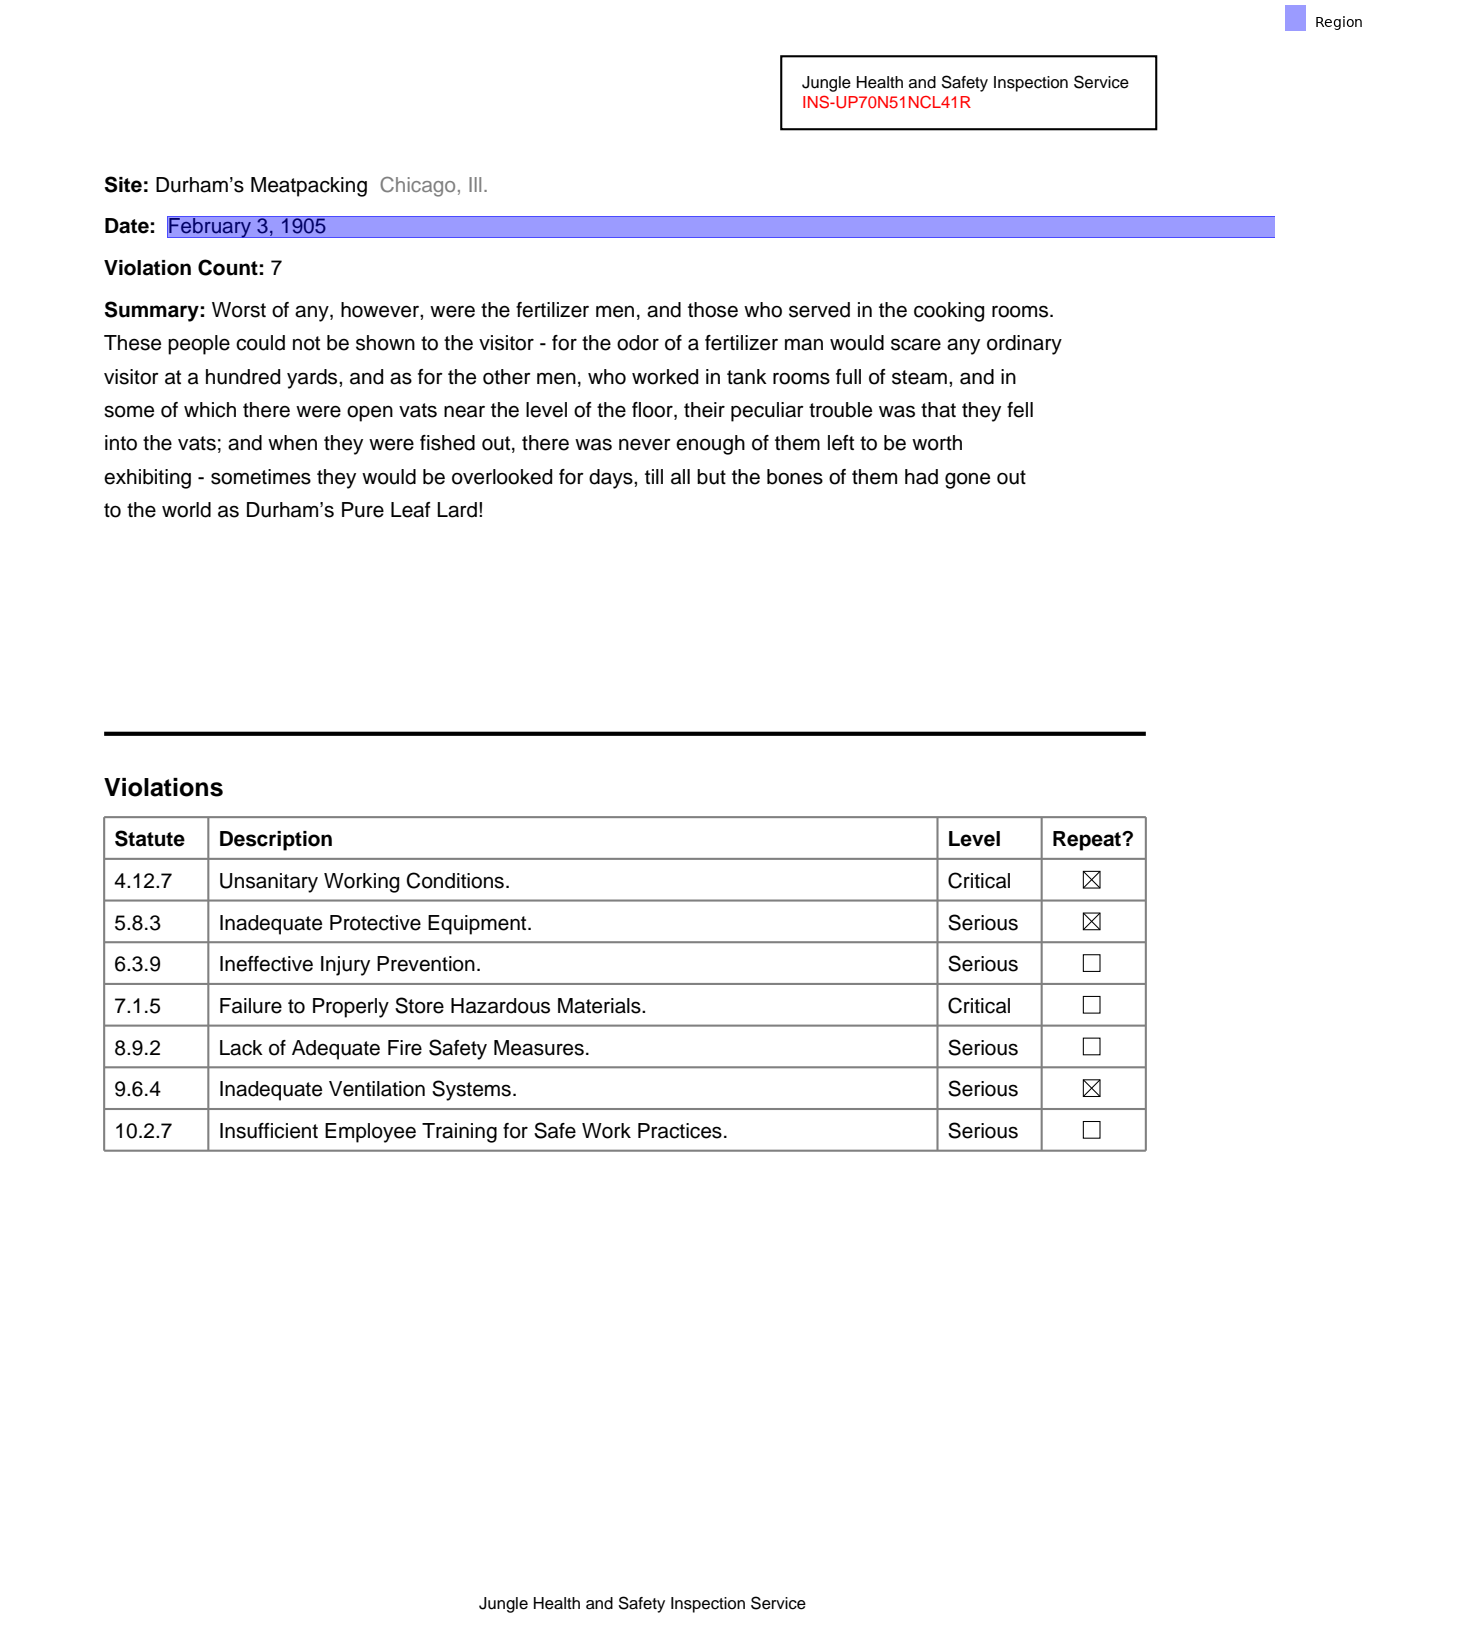 Region
Jungle Health and Safety Inspection Service
INS-UP70N51NCL41R
Site: Durham’s Meatpacking Chicago, Ill.
Date: February 3, 1905
Violation Count: 7
Summary: Worst of any, however, were the fertilizer men, and those who served in the cooking rooms.
These people could not be shown to the visitor - for the odor of a fertilizer man would scare any ordinary
visitor at a hundred yards, and as for the other men, who worked in tank rooms full of steam, and in
some of which there were open vats near the level of the floor, their peculiar trouble was that they fell
into the vats; and when they were fished out, there was never enough of them left to be worth
exhibiting - sometimes they would be overlooked for days, till all but the bones of them had gone out
to the world as Durham’s Pure Leaf Lard!
Violations
Statute Description Level Repeat?
4.12.7 Unsanitary Working Conditions. Critical ☒
5.8.3 Inadequate Protective Equipment. Serious ☒
6.3.9 Ineffective Injury Prevention. Serious ☐
7.1.5 Failure to Properly Store Hazardous Materials. Critical ☐
8.9.2 Lack of Adequate Fire Safety Measures. Serious ☐
9.6.4 Inadequate Ventilation Systems. Serious ☒
10.2.7 Insufficient Employee Training for Safe Work Practices. Serious ☐
Jungle Health and Safety Inspection Service